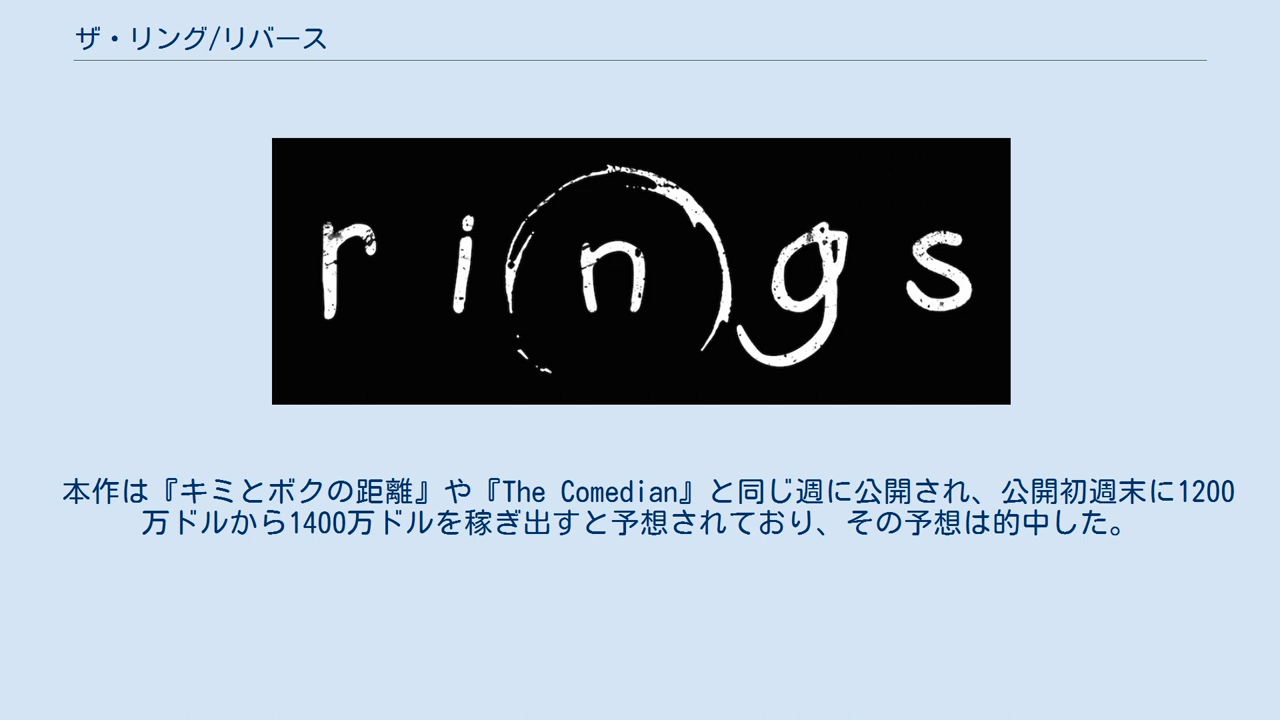 ザ・リング/リバース
rings
本作は『キミとボクの距離』や『The Comedian』と同じ週に公開され、公開初週末に1200
万ドルから1400万ドルを稼ぎ出すと予想されており、その予想は的中した。